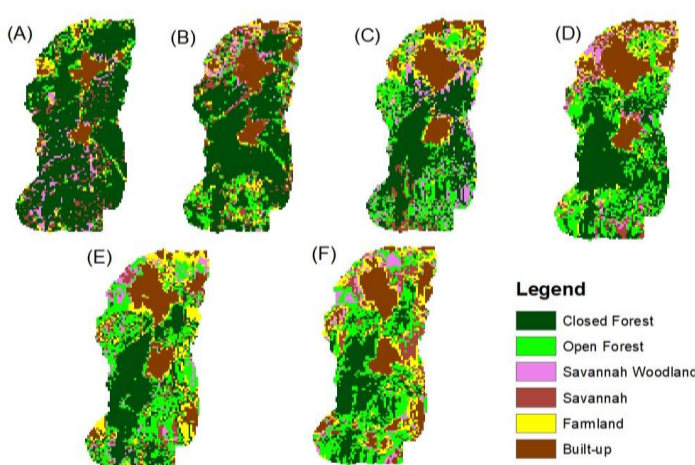 (A)
(B)
(C)
(D)
(E)
(F)
Legend
Closed Forest
Open Forest
Savannah Woodland
Savannah
Farmland
Built-up